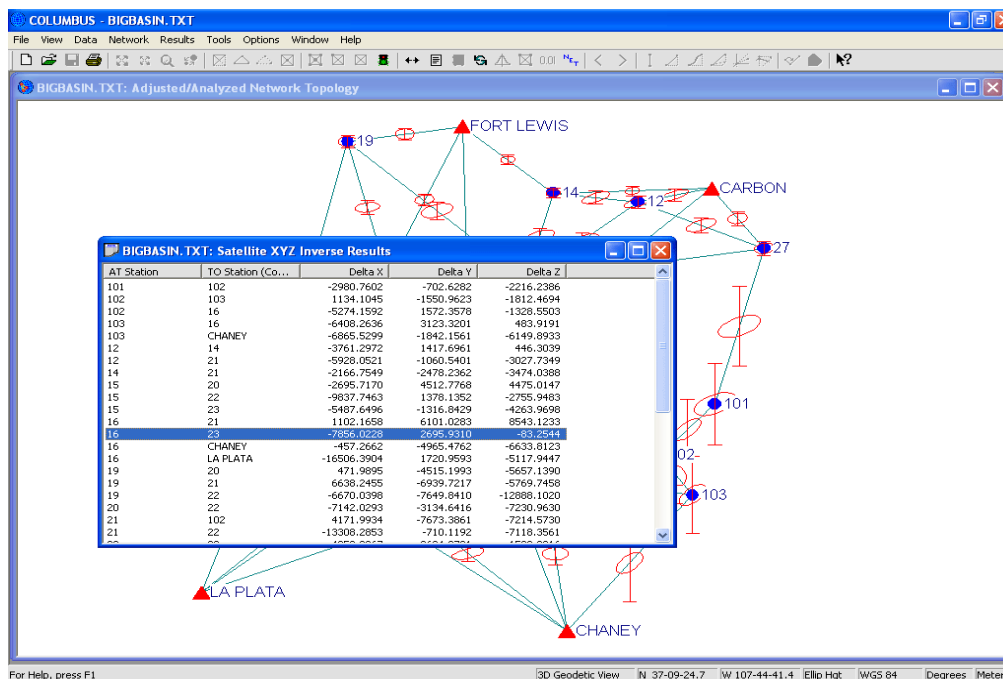 COLUMBUS - BIGBASIN.TXT
File View Data Network Results Tools Options Window Help
0.01
BIGBASIN.TXT: Adjusted/Analyzed Network Topology
FORT LEWIS
19
14
12
CARBON
27
BIGBASIN.TXT: Satellite XYZ Inverse Results
AT Station TO Station (Co... Delta X Delta Y Delta Z
101 102 -2980.7602 -702.6282 -2216.2386
102 103 1134.1045 -1550.9623 -1812.4694
102 16 -5274.1592 1572.3578 -1328.5503
103 16 -6408.2636 3123.3201 483.9191
103 CHANEY -6865.5299 -1842.1561 -6149.8933
12 14 -3761.2972 1417.6961 446.3039
12 21 -5928.0521 -1060.5401 -3027.7349
14 21 -2166.7549 -2478.2362 -3474.0388
15 20 -2695.7170 4512.7768 4475.0147
15 22 -9837.7463 1378.1352 -2755.9483
15 23 -5487.6496 -1316.8429 -4263.9698
16 21 1102.1658 6101.0283 8543.1233
16 23 -7856.0228 2695.9310 -83.2544
16 CHANEY -457.2662 -4965.4762 -6633.8123
16 LA PLATA -16506.3904 1720.9593 -5117.9447
19 20 471.9895 -4515.1993 -5657.1390
19 21 6638.2455 -6939.7217 -5769.7458
19 22 -6670.0398 -7649.8410 -12888.1020
20 22 -7142.0293 -3134.6416 -7230.9630
21 102 4171.9934 -7673.3861 -7214.5730
21 22 -13308.2853 -710.1192 -7118.3561
101
02
103
LA PLATA
CHANEY
For Help, press F1 3D Geodetic View N 37-09-24.7 W 107-44-41.4 Ellip Hgt WGS 84 Degrees Meter